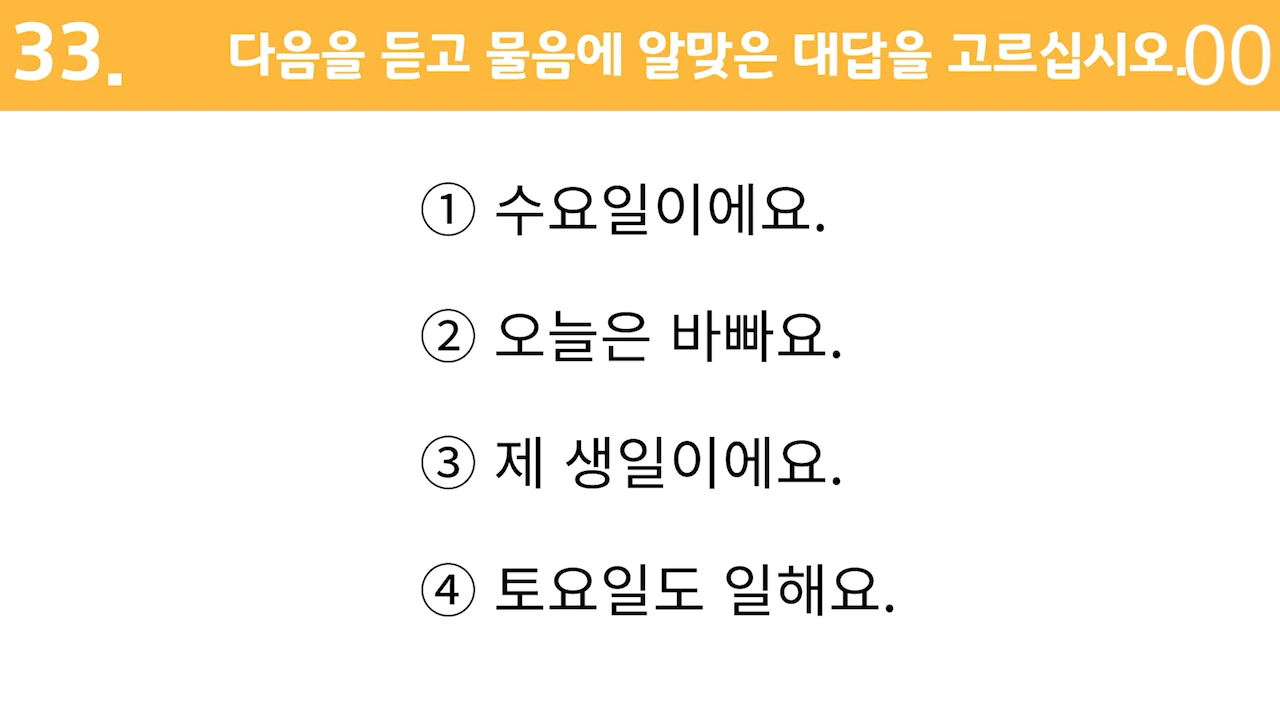 33. 다음을 듣고 물음에 알맞은 대답을 고르십시오. 00
① 수요일이에요.
② 오늘은 바빠요.
③ 제 생일이에요.
④ 토요일도 일해요.